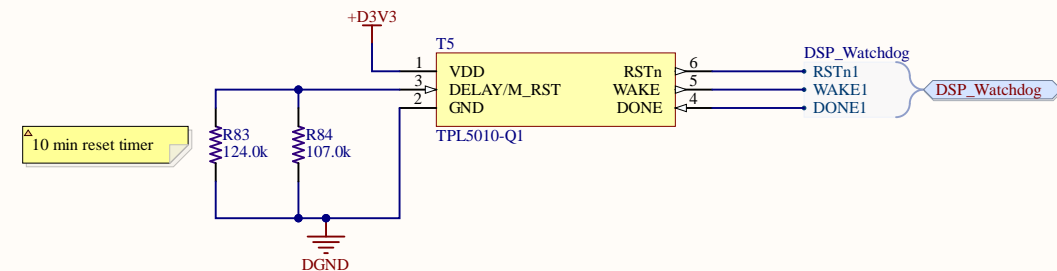 +D3V3
T5
DSP_Watchdog
1 VDD RSTn 6 RSTn1
3 DELAY/M_RST WAKE 5 WAKE1 DSP_Watchdog
2 GND DONE 4 DONE1
TPL5010-Q1
10 min reset timer
R83 R84
124.0k 107.0k
DGND